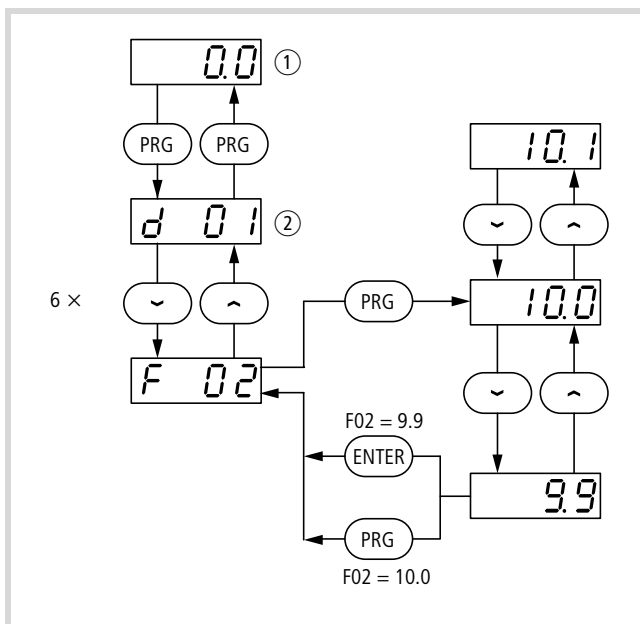 0.0 ①
PRG PRG
10.1
d 01 ②
6 ×
PRG
10.0
F 02
F02 = 9.9
ENTER
9.9
PRG
F02 = 10.0